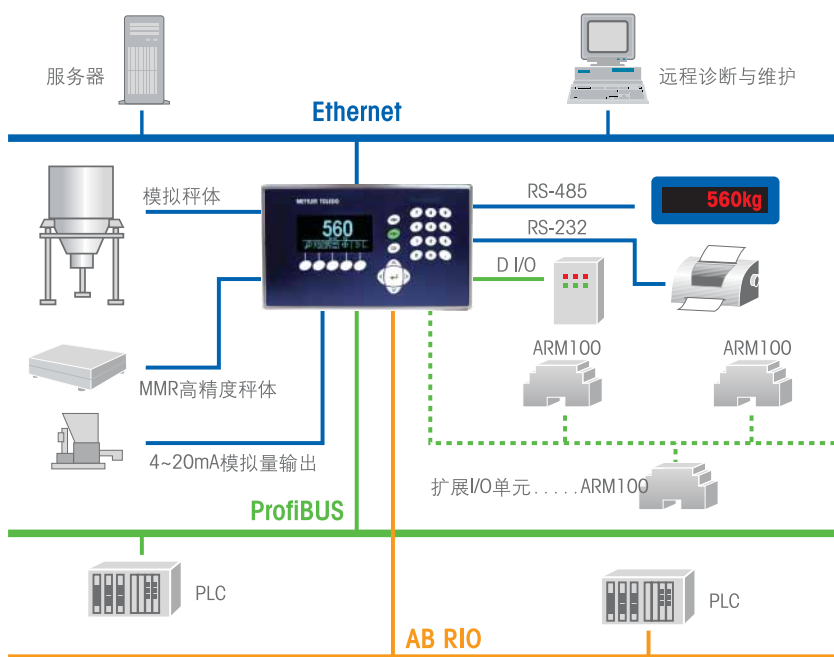 服务器
远程诊断与维护
Ethernet
模拟秤体
METTLER TOLEDO
560
RS-485
560kg
RS-232
D I/O
ARM100
ARM100
MMR高精度秤体
4~20mA模拟量输出
扩展I/O单元.....ARM100
ProfiBUS
PLC
PLC
AB RIO